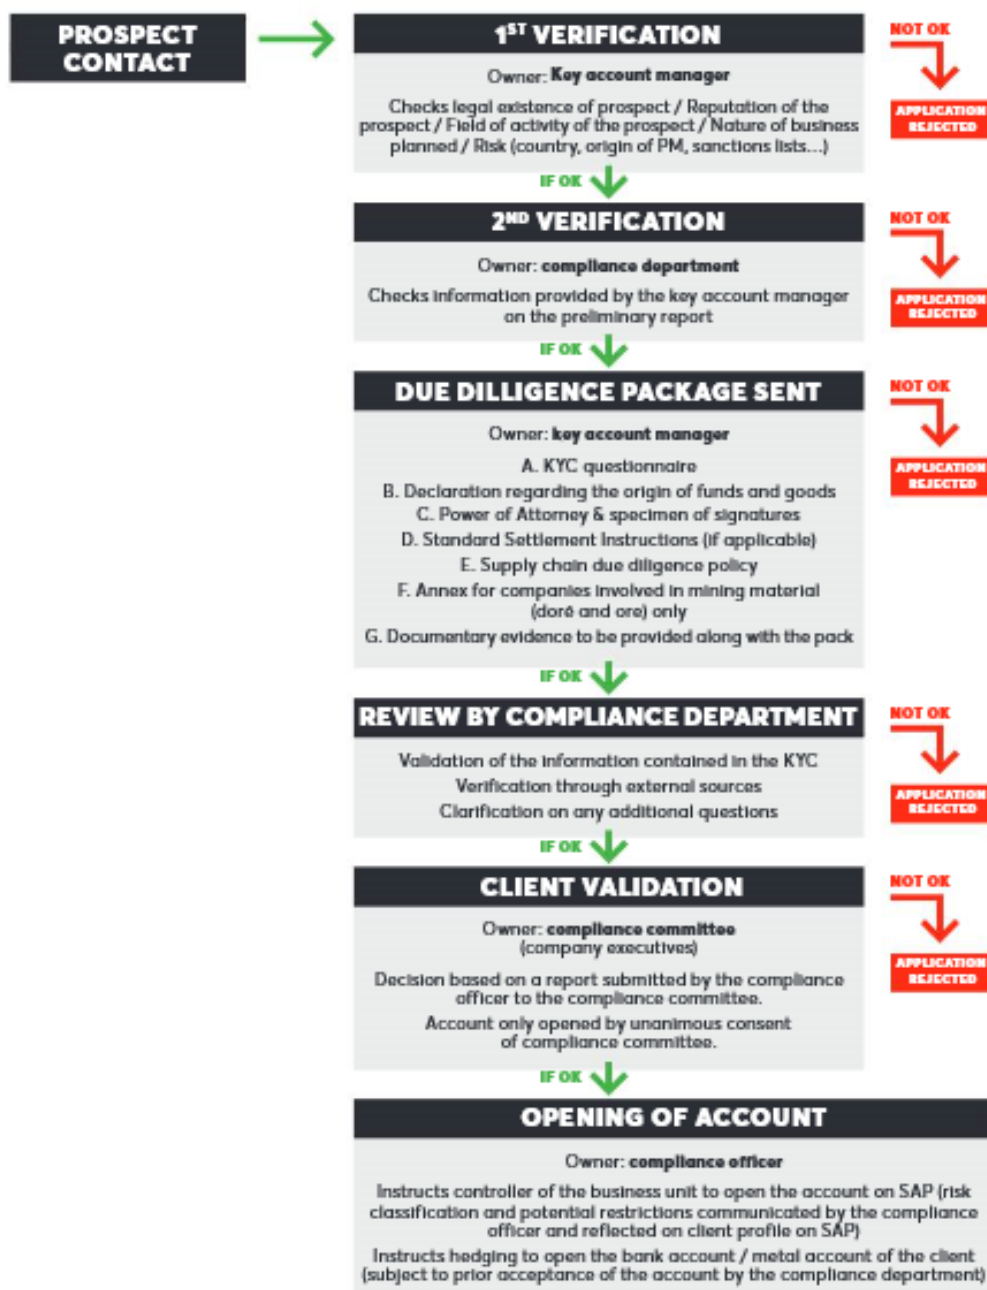 PROSPECT
CONTACT
1ST VERIFICATION
Owner: Key account manager
Checks legal existence of prospect / Reputation of the
prospect / Field of activity of the prospect / Nature of business
planned / Risk (country, origin of PM, sanctions lists...)
NOT OK
APPLICATION
REJECTED
IF OK
2ND VERIFICATION
Owner: compliance department
Checks information provided by the key account manager
on the preliminary report
NOT OK
APPLICATION
REJECTED
IF OK
DUE DILLIGENCE PACKAGE SENT
Owner: key account manager
A. KYC questionnaire
B. Declaration regarding the origin of funds and goods
C. Power of Attorney & specimen of signatures
D. Standard Settlement Instructions (if applicable)
E. Supply chain due diligence policy
F. Annex for companies involved in mining material
(doré and ore) only
G. Documentary evidence to be provided along with the pack
NOT OK
APPLICATION
REJECTED
IF OK
REVIEW BY COMPLIANCE DEPARTMENT
Validation of the information contained in the KYC
Verification through external sources
Clarification on any additional questions
NOT OK
APPLICATION
REJECTED
IF OK
CLIENT VALIDATION
Owner: compliance committee
(company executives)
Decision based on a report submitted by the compliance
officer to the compliance committee.
Account only opened by unanimous consent
of compliance committee.
NOT OK
APPLICATION
REJECTED
IF OK
OPENING OF ACCOUNT
Owner: compliance officer
Instructs controller of the business unit to open the account on SAP (risk
classification and potential restrictions communicated by the compliance
officer and reflected on client profile on SAP)
Instructs hedging to open the bank account / metal account of the client
(subject to prior acceptance of the account by the compliance department)